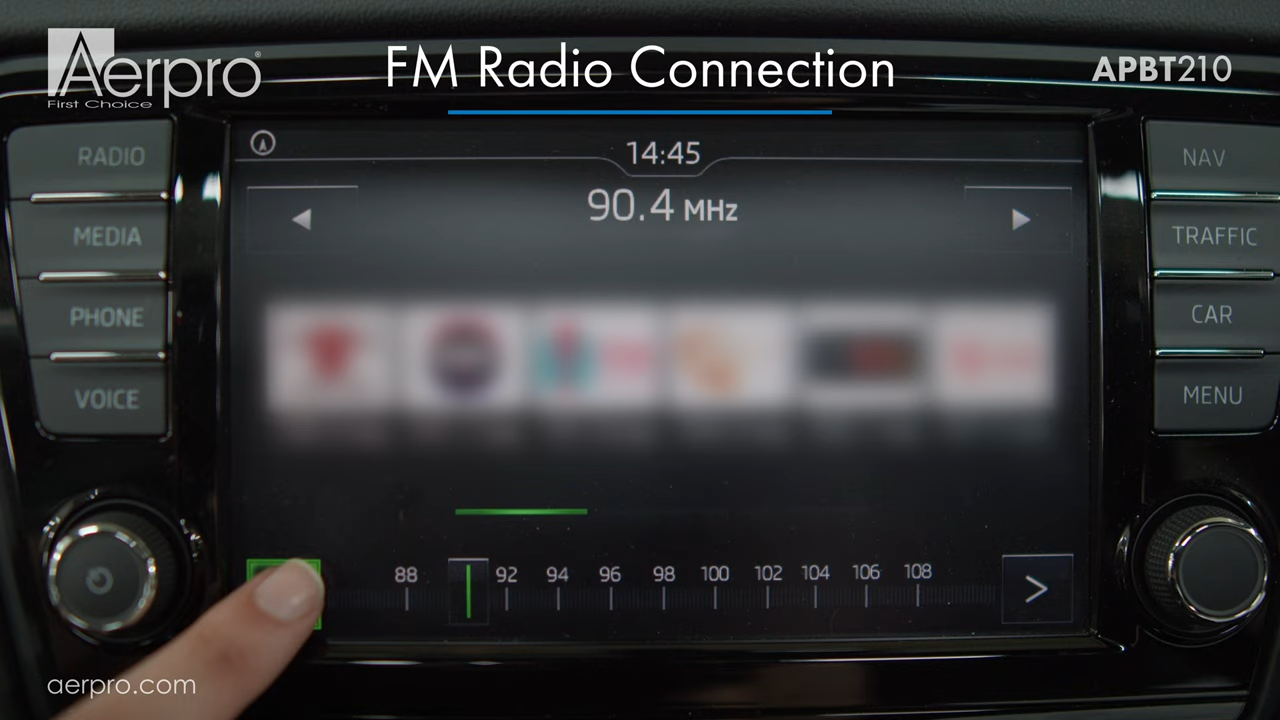 Aerpro®
First Choice
FM Radio Connection
APBT210
RADIO
MEDIA
PHONE
VOICE
14:45
90.4 MHz
88 92 94 96 98 100 102 104 106 108
>
NAV
TRAFFIC
CAR
MENU
aerpro.com